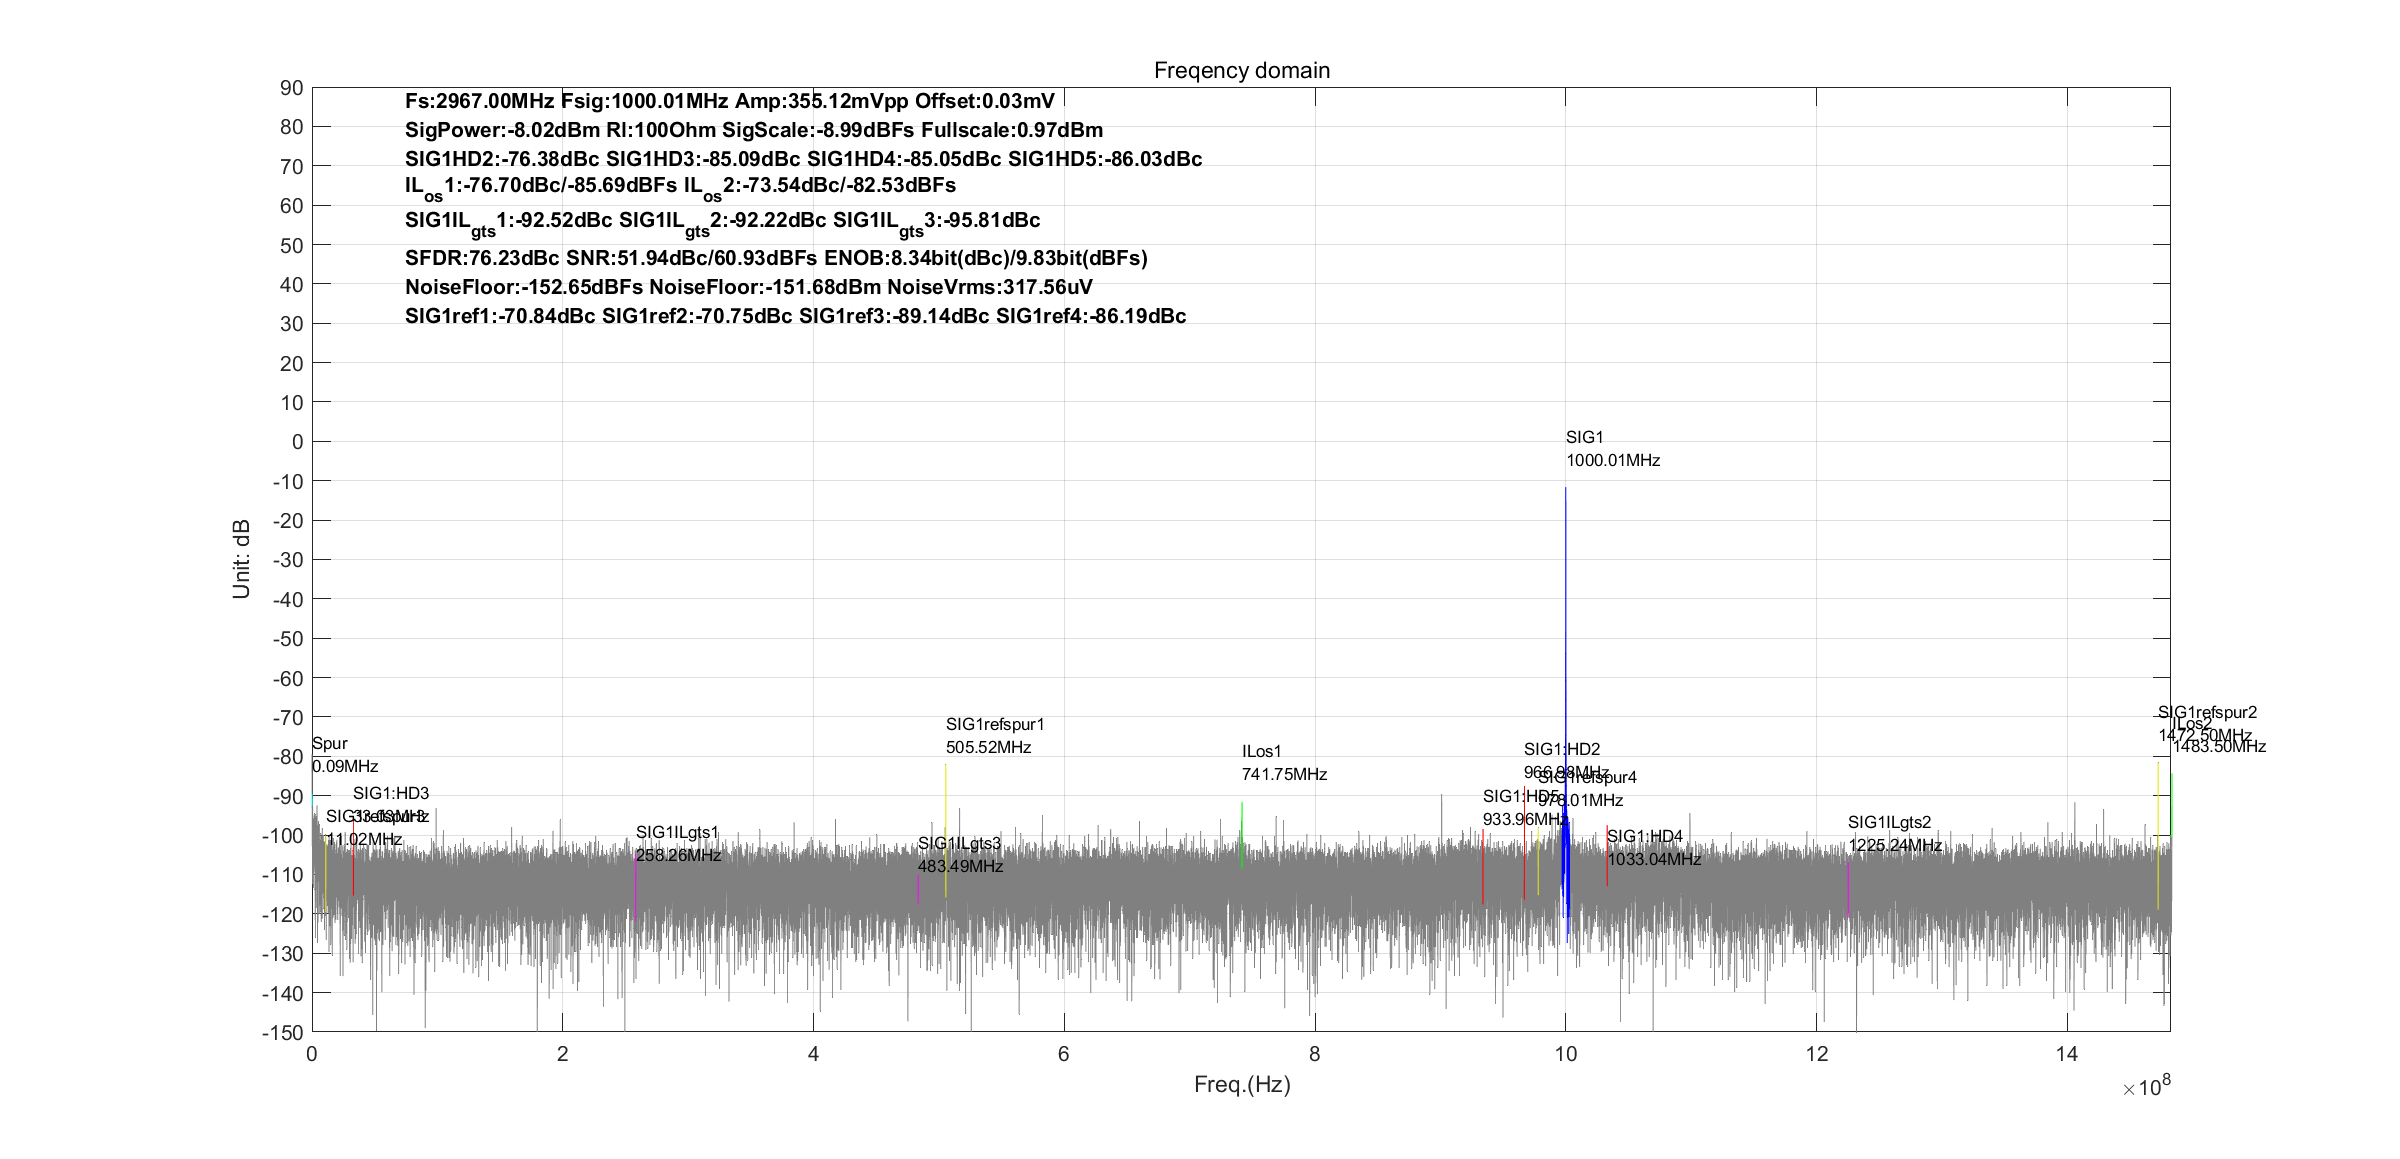 Freqency domain
Fs:2967.00MHz Fsig:1000.01MHz Amp:355.12mVpp Offset:0.03mV
SigPower:-8.02dBm Rl:100Ohm SigScale:-8.99dBFs Fullscale:0.97dBm
SIG1HD2:-76.38dBc SIG1HD3:-85.09dBc SIG1HD4:-85.05dBc SIG1HD5:-86.03dBc
ILos1:-76.70dBc/-85.69dBFs ILos2:-73.54dBc/-82.53dBFs
SIG1ILgts1:-92.52dBc SIG1ILgts2:-92.22dBc SIG1ILgts3:-95.81dBc
SFDR:76.23dBc SNR:51.94dBc/60.93dBFs ENOB:8.34bit(dBc)/9.83bit(dBFs)
NoiseFloor:-152.65dBFs NoiseFloor:-151.68dBm NoiseVrms:317.56uV
SIG1ref1:-70.84dBc SIG1ref2:-70.75dBc SIG1ref3:-89.14dBc SIG1ref4:-86.19dBc
90
80
70
60
50
40
30
20
10
0
-10
-20
-30
-40
-50
-60
-70
-80
-90
-100
-110
-120
-130
-140
-150
Unit: dB
Spur
0.09MHz
SIG1:HD3
33.03MHz
SIG1refspur3
11.02MHz
SIG1ILgts1
258.26MHz
SIG1ILgts3
483.49MHz
SIG1refspur1
505.52MHz
ILos1
741.75MHz
SIG1:HD5
933.96MHz
SIG1:HD2
966.98MHz
SIG1refspur4
978.01MHz
SIG1
1000.01MHz
SIG1:HD4
1033.04MHz
SIG1ILgts2
1225.24MHz
SIG1refspur2
1472.50MHz
ILos2
1483.50MHz
0
2
4
6
8
10
12
14
×10^8
Freq.(Hz)